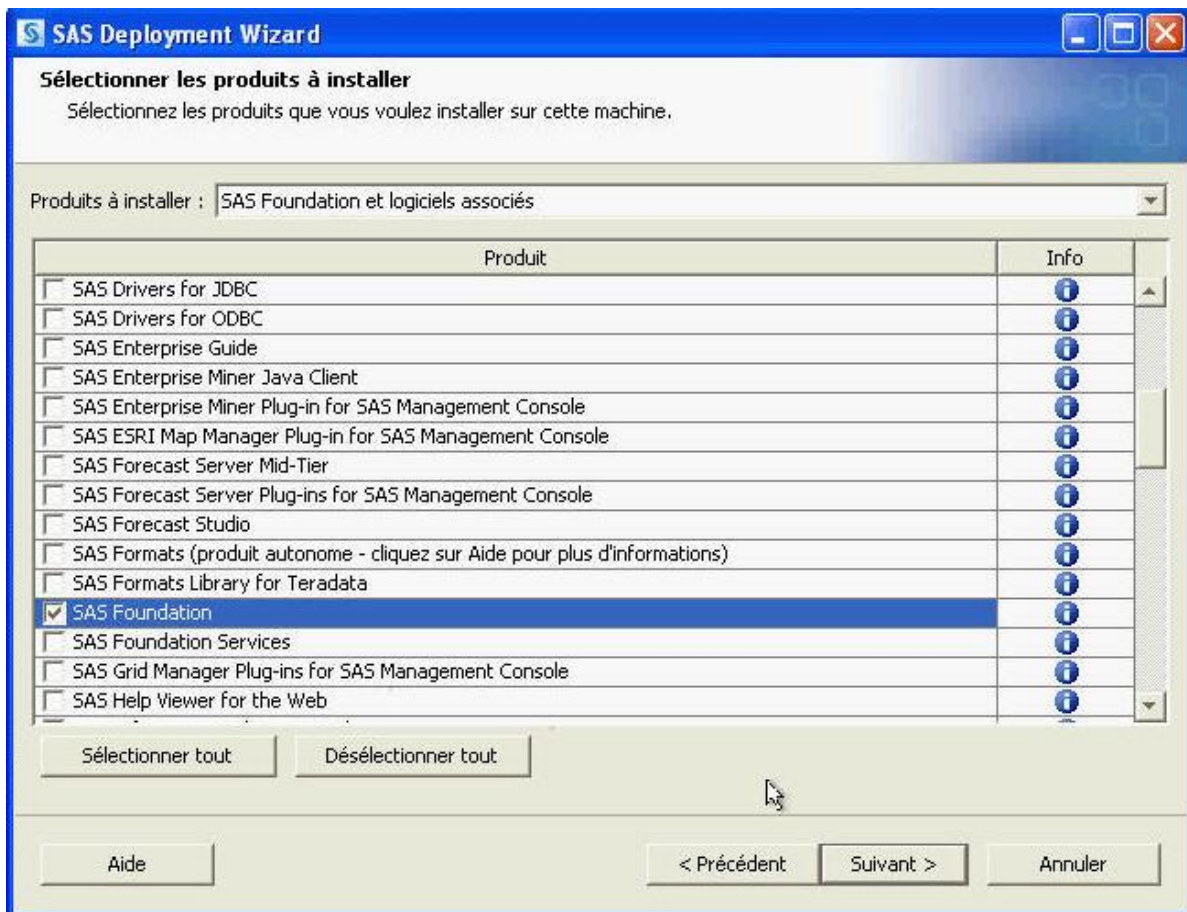 SAS Deployment Wizard
Sélectionner les produits à installer
Sélectionnez les produits que vous voulez installer sur cette machine.
Produits à installer : SAS Foundation et logiciels associés
Produit Info
SAS Drivers for JDBC
SAS Drivers for ODBC
SAS Enterprise Guide
SAS Enterprise Miner Java Client
SAS Enterprise Miner Plug-in for SAS Management Console
SAS ESRI Map Manager Plug-in for SAS Management Console
SAS Forecast Server Mid-Tier
SAS Forecast Server Plug-ins for SAS Management Console
SAS Forecast Studio
SAS Formats (produit autonome - cliquez sur Aide pour plus d'informations)
SAS Formats Library for Teradata
SAS Foundation
SAS Foundation Services
SAS Grid Manager Plug-ins for SAS Management Console
SAS Help Viewer for the Web
Sélectionner tout Désélectionner tout
Aide < Précédent Suivant > Annuler